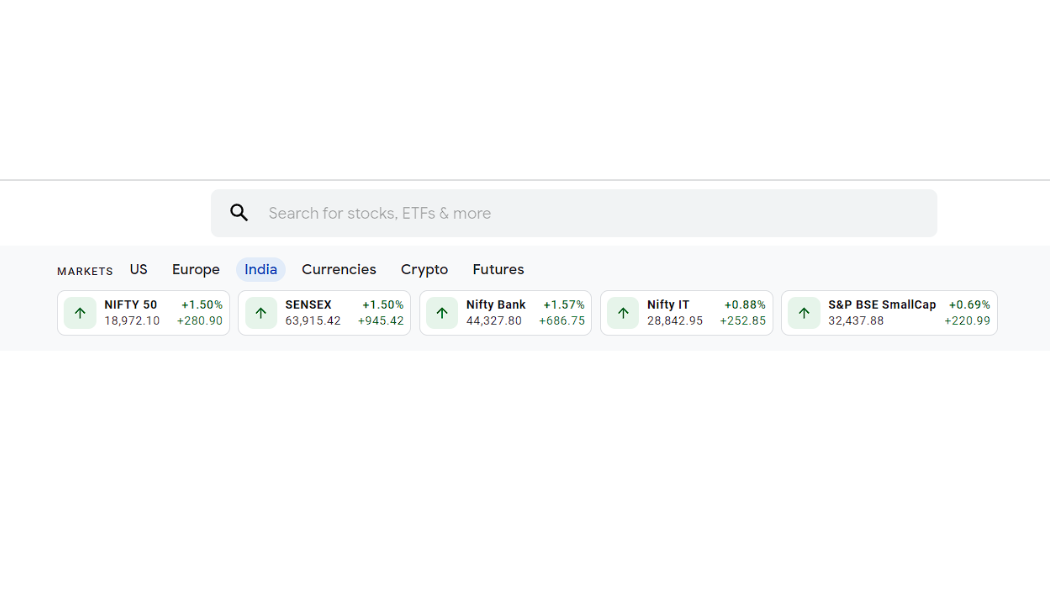 Search for stocks, ETFs & more
MARKETS US Europe India Currencies Crypto Futures
NIFTY 50 +1.50% SENSEX +1.50% Nifty Bank +1.57% Nifty IT +0.88% S&P BSE SmallCap +0.69%
18,972.10 +280.90 63,915.42 +945.42 44,327.80 +686.75 28,842.95 +252.85 32,437.88 +220.99